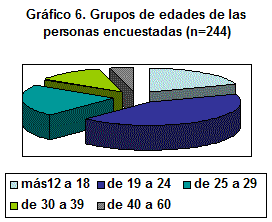 Gráfico 6. Grupos de edades de las
personas encuestadas (n=244)
más12 a 18 de 19 a 24 de 25 a 29
de 30 a 39 de 40 a 60